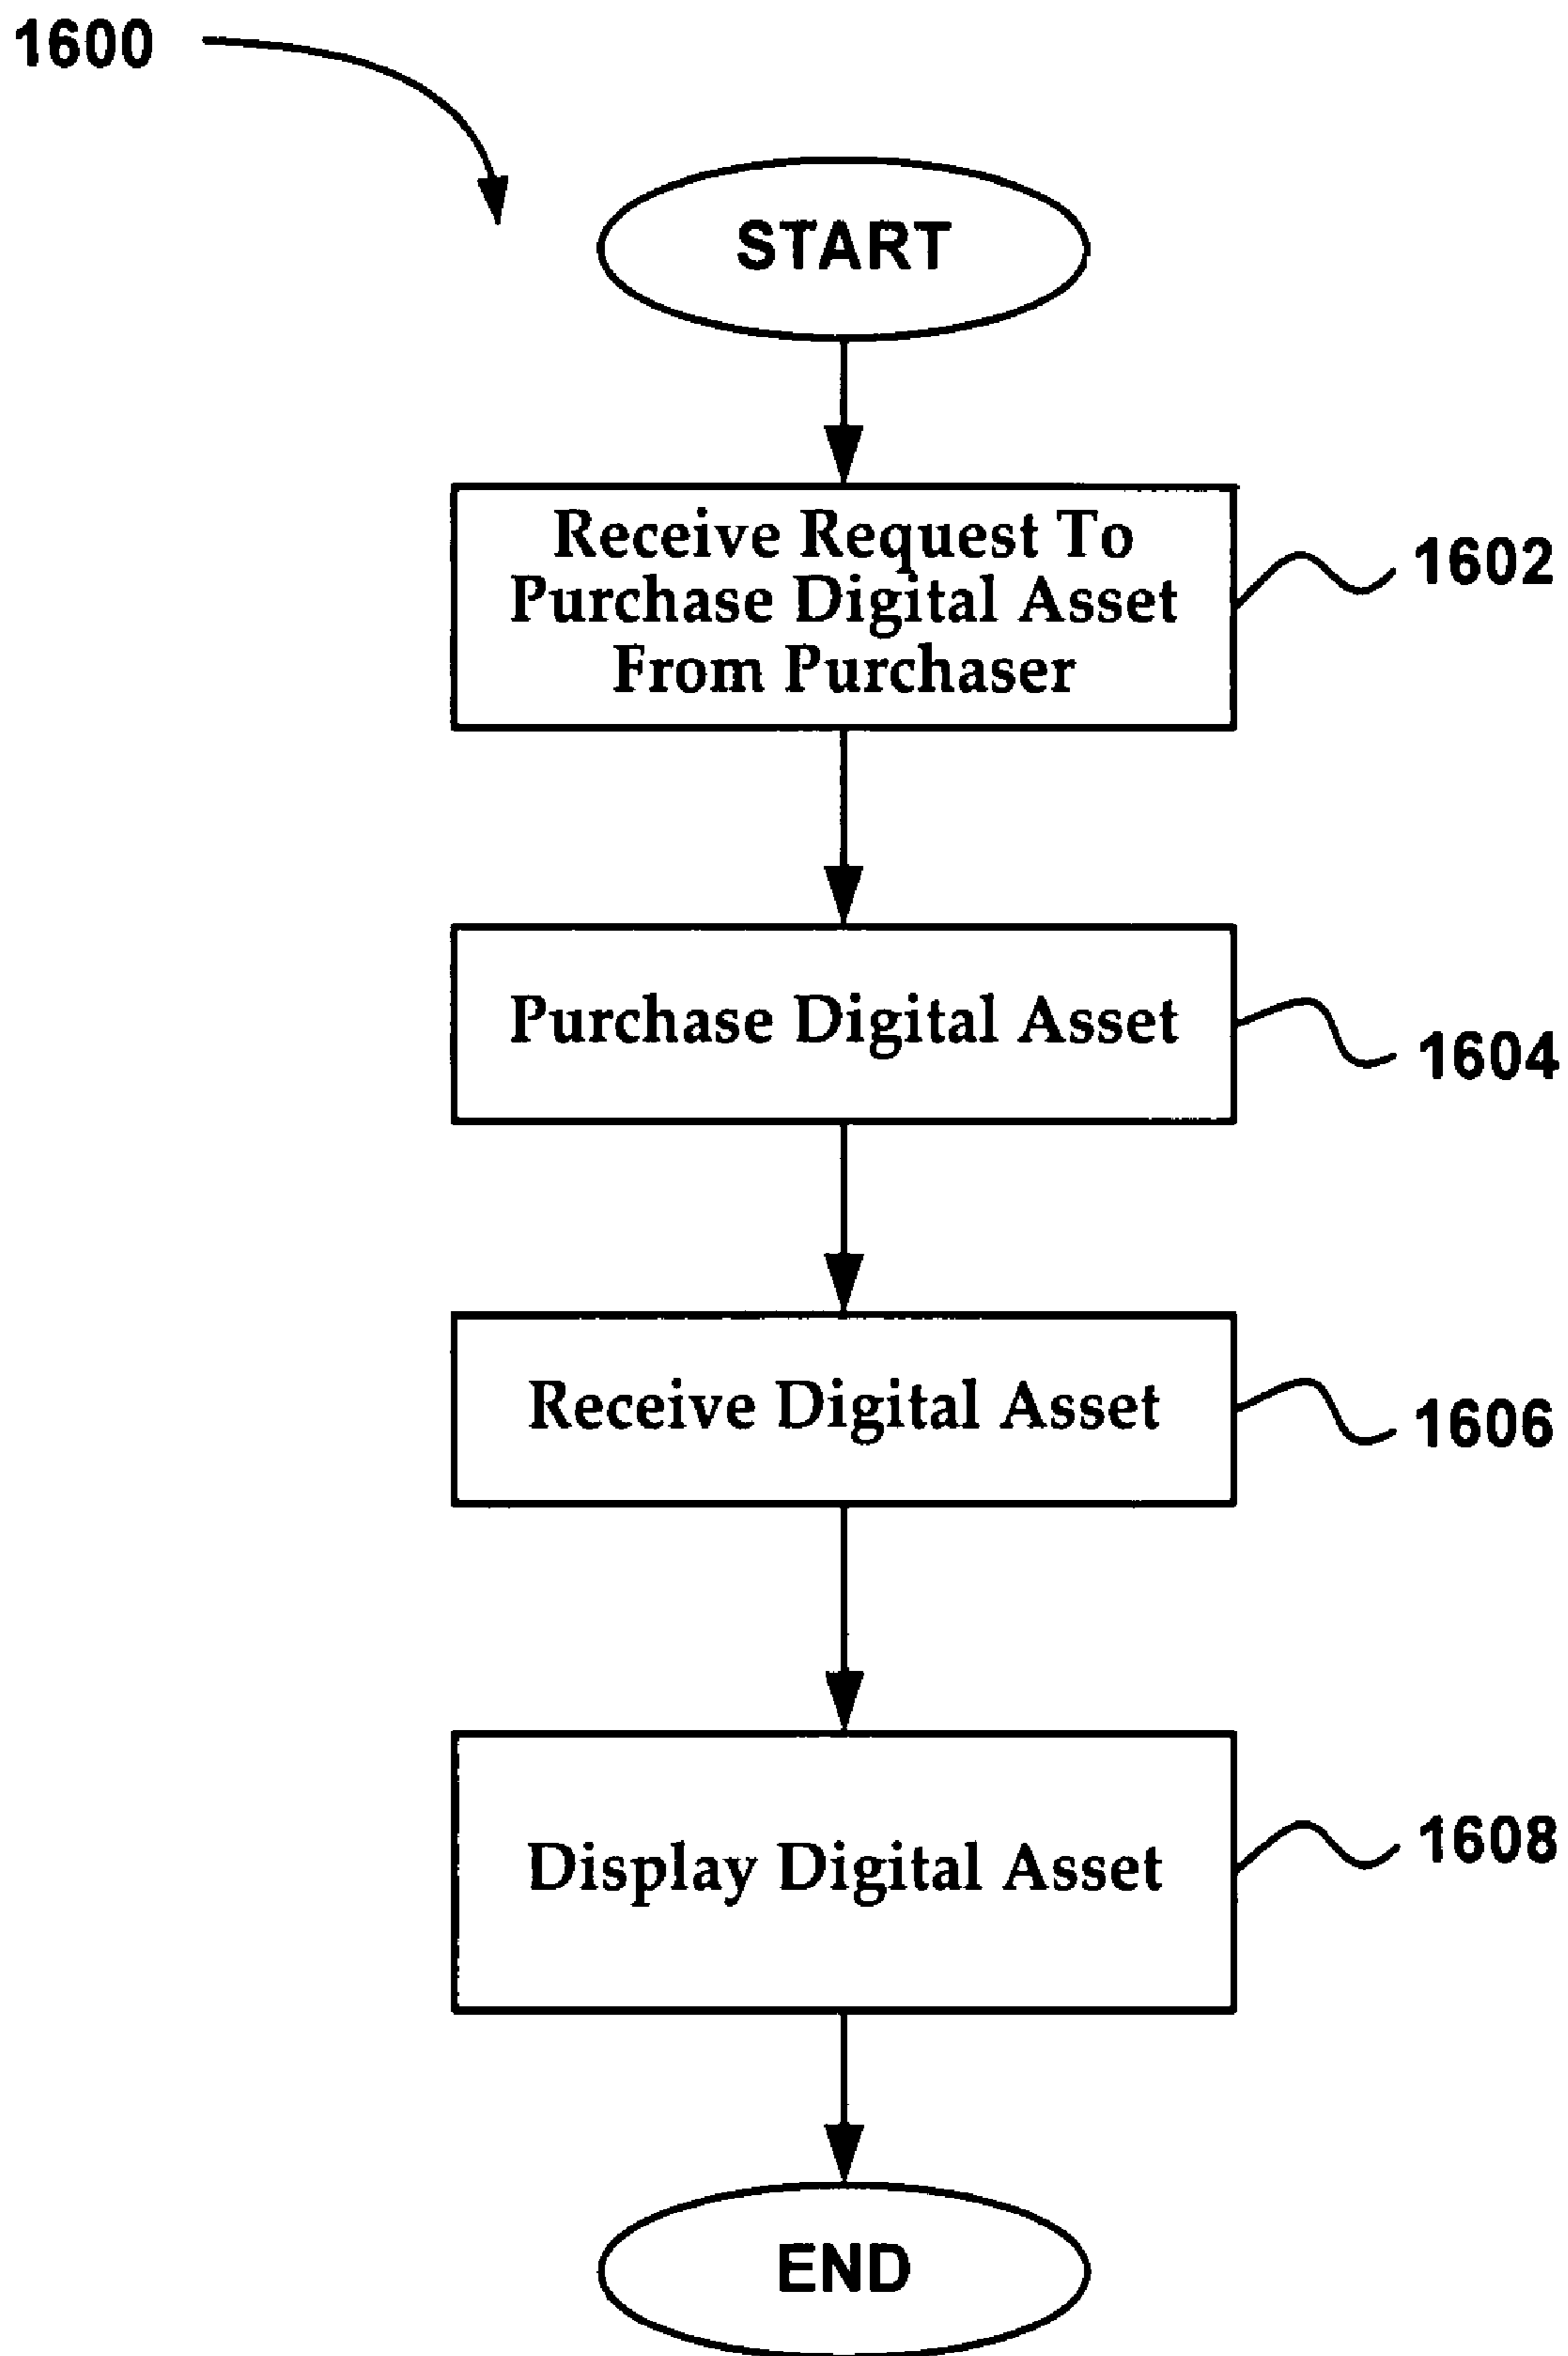 1600
START
Receive Request To
Purchase Digital Asset
From Purchaser
1602
Purchase Digital Asset
1604
Receive Digital Asset
1606
Display Digital Asset
1608
END